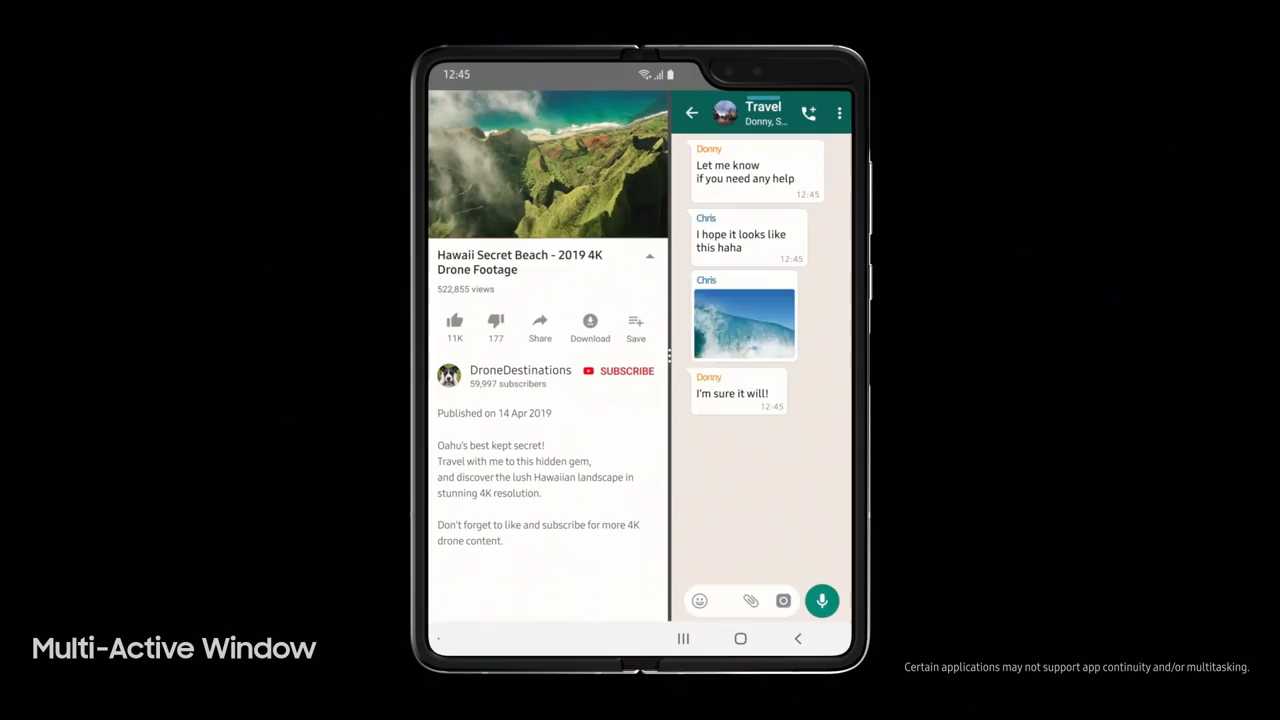 12:45
Hawaii Secret Beach - 2019 4K
Drone Footage
522,855 views
11K
177
Share
Download
Save
DroneDestinations
SUBSCRIBE
59,997 subscribers
Published on 14 Apr 2019
Oahu's best kept secret!
Travel with me to this hidden gem,
and discover the lush Hawaiian landscape in
stunning 4K resolution.
Don't forget to like and subscribe for more 4K
drone content.
Travel
Donny, S...
Donny
Let me know
if you need any help
12:45
Chris
I hope it looks like
this haha
12:45
Chris
Donny
I'm sure it will!
12:45
Multi-Active Window
Certain applications may not support app continuity and/or multitasking.